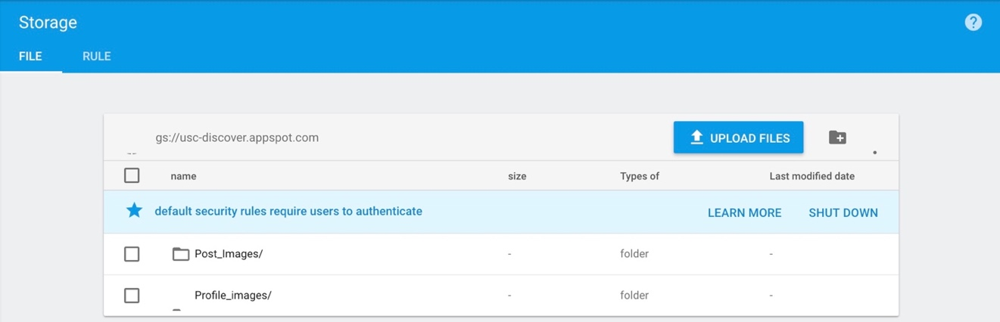 Storage
FILE RULE
gs://usc-discover.appspot.com UPLOAD FILES
name size Types of Last modified date
default security rules require users to authenticate LEARN MORE SHUT DOWN
Post_Images/ - folder -
Profile_images/ - folder -